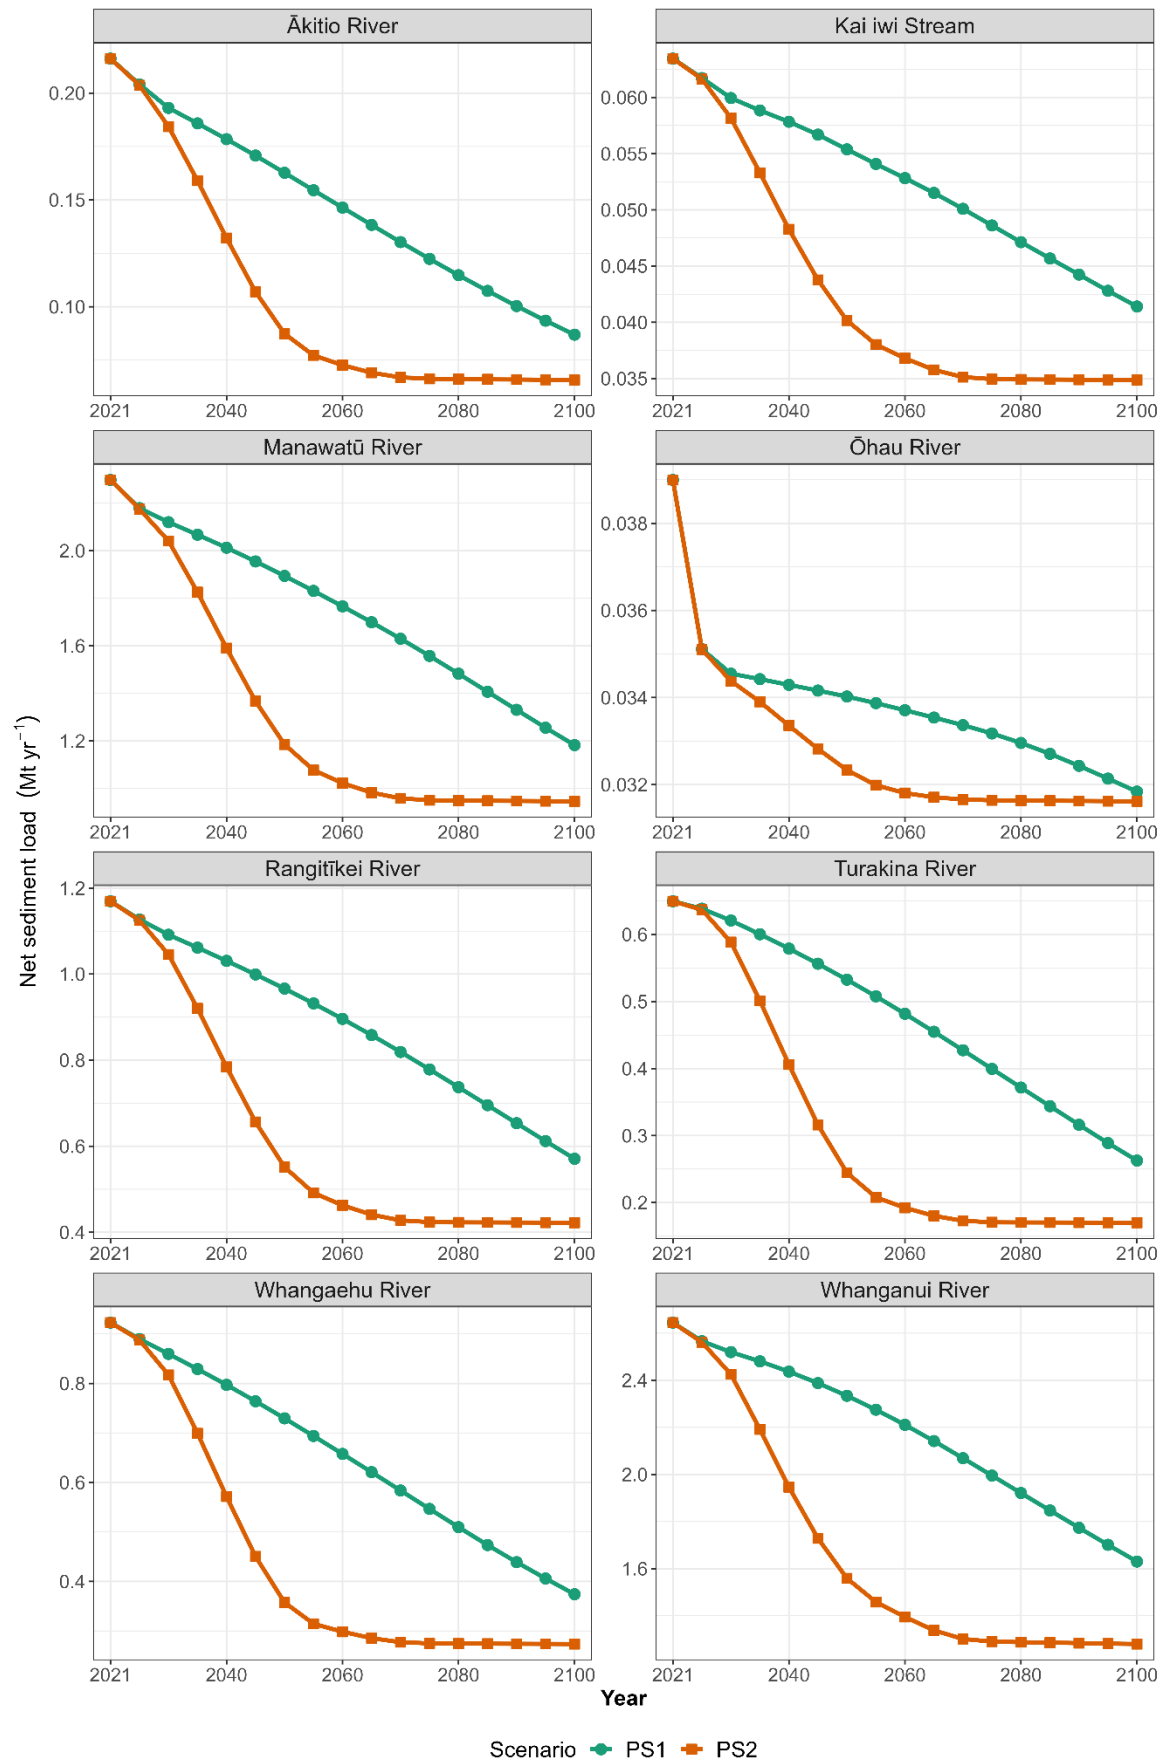 Ākitio River
Kai iwi Stream
0.20
0.15
0.10
2021 2040 2060 2080 2100
0.060
0.055
0.050
0.045
0.040
0.035
2021 2040 2060 2080 2100
Manawatū River
Ōhau River
2.0
1.6
1.2
2021 2040 2060 2080 2100
0.038
0.036
0.034
0.032
2021 2040 2060 2080 2100
Net sediment load (Mt yr⁻¹)
Rangitīkei River
Turakina River
1.2
1.0
0.8
0.6
0.4
2021 2040 2060 2080 2100
0.6
0.5
0.4
0.3
0.2
2021 2040 2060 2080 2100
Whangaehu River
Whanganui River
0.8
0.6
0.4
2021 2040 2060 2080 2100
2.4
2.0
1.6
2021 2040 2060 2080 2100
Year
Scenario PS1 PS2